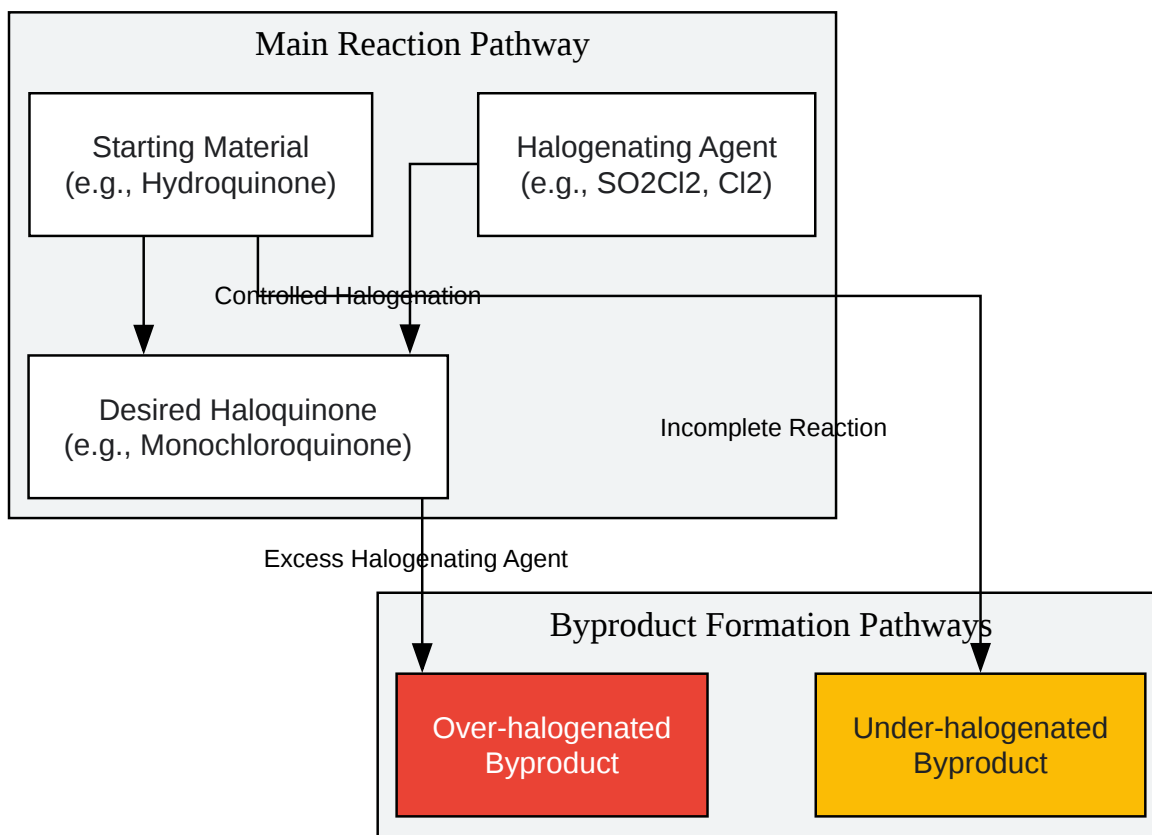 Main Reaction Pathway
Starting Material
(e.g., Hydroquinone)
Halogenating Agent
(e.g., SO2Cl2, Cl2)
Controlled Halogenation
Desired Haloquinone
(e.g., Monochloroquinone)
Incomplete Reaction
Excess Halogenating Agent
Byproduct Formation Pathways
Over-halogenated
Byproduct
Under-halogenated
Byproduct